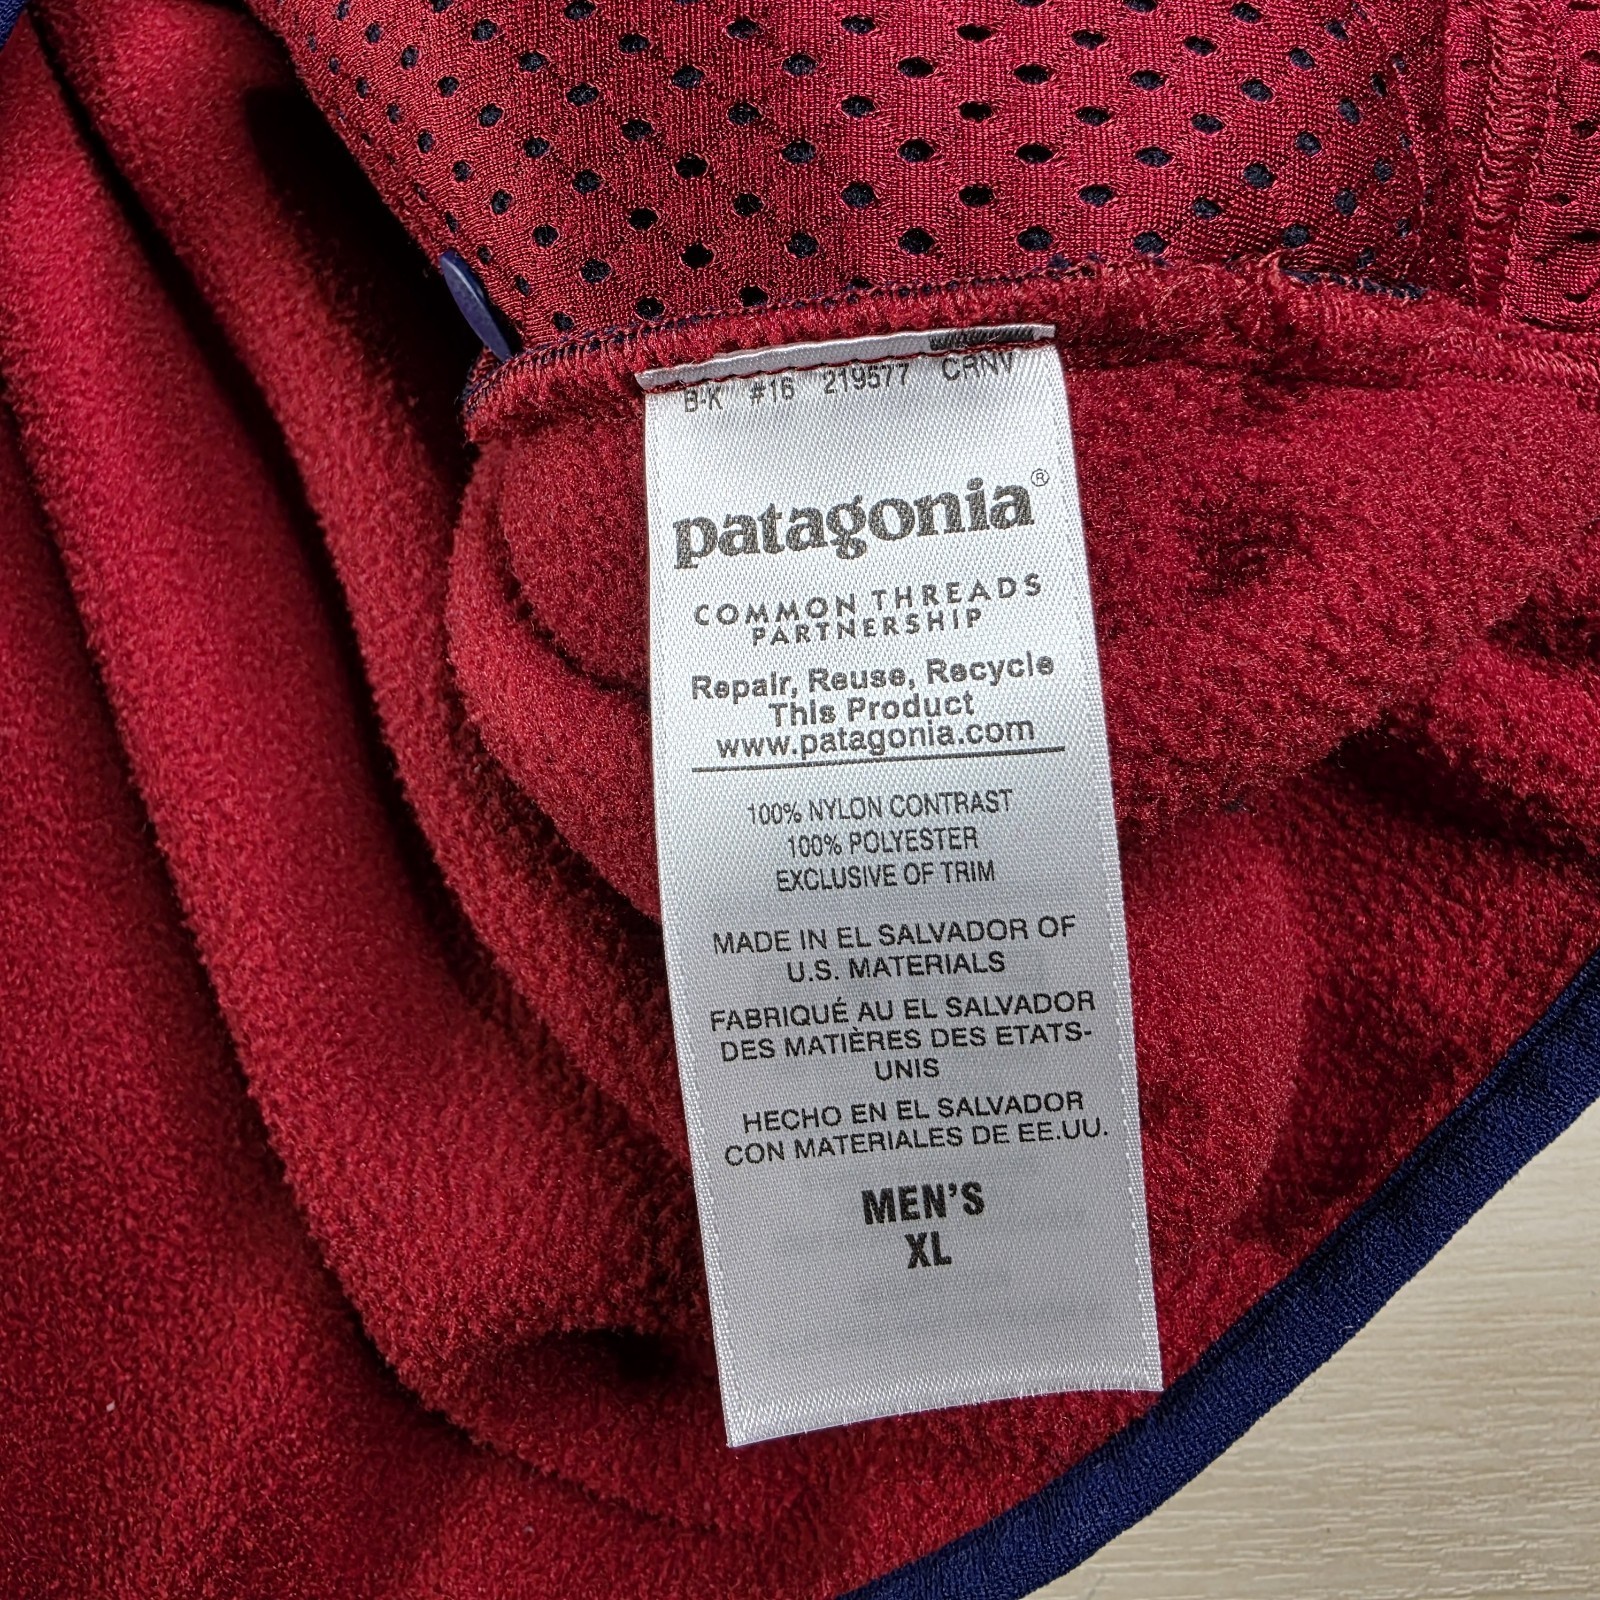 B-K #16 219577 CRNV
patagonia®
COMMON THREADS
PARTNERSHIP
Repair, Reuse, Recycle
This Product
www.patagonia.com
100% NYLON CONTRAST
100% POLYESTER
EXCLUSIVE OF TRIM
MADE IN EL SALVADOR OF
U.S. MATERIALS
FABRIQUÉ AU EL SALVADOR
DES MATIÈRES DES ETATS-
UNIS
HECHO EN EL SALVADOR
CON MATERIALES DE EE.UU.
MEN'S
XL